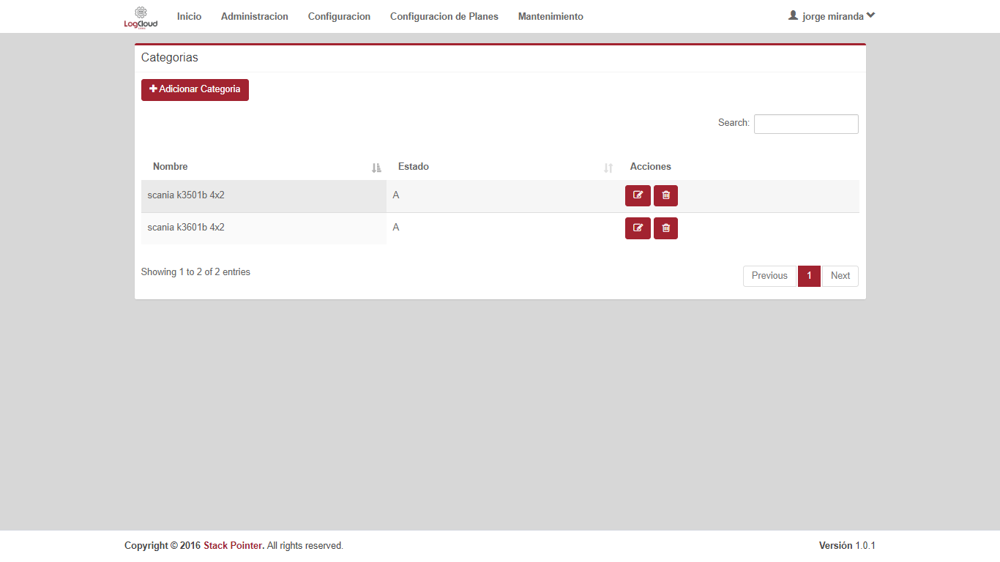 LogCloud
Inicio Administracion Configuracion Configuracion de Planes Mantenimiento jorge miranda
Categorias
Adicionar Categoria
Search:
Nombre Estado Acciones
scania k3501b 4x2 A
scania k3601b 4x2 A
Showing 1 to 2 of 2 entries
Previous 1 Next
Copyright © 2016 Stack Pointer. All rights reserved.
Versión 1.0.1